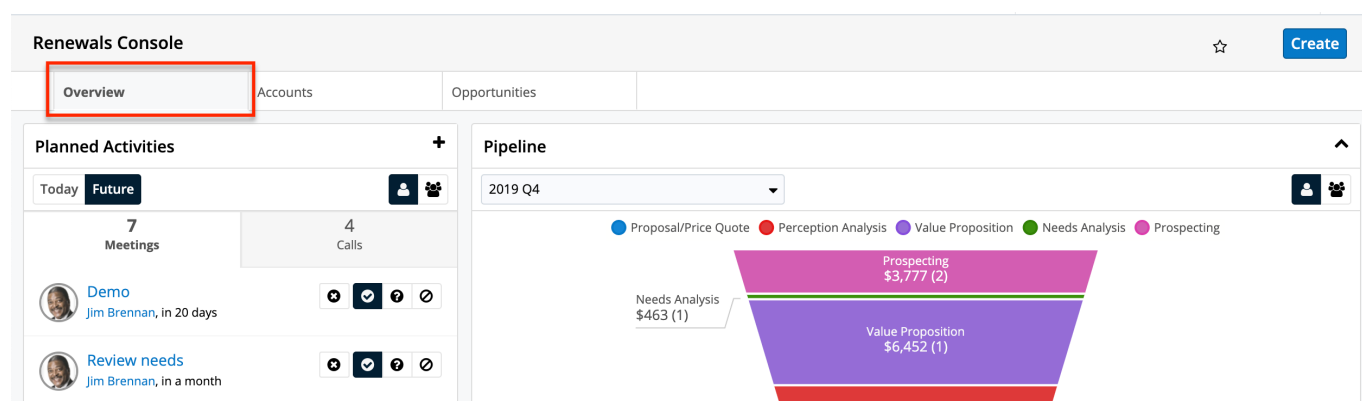 Renewals Console
Create
Overview
Accounts
Opportunities
Planned Activities
Pipeline
Today Future
2019 Q4
7
Meetings
4
Calls
Proposal/Price Quote Perception Analysis Value Proposition Needs Analysis Prospecting
Prospecting
$3,777 (2)
Demo
Jim Brennan, in 20 days
Needs Analysis
$463 (1)
Value Proposition
$6,452 (1)
Review needs
Jim Brennan, in a month